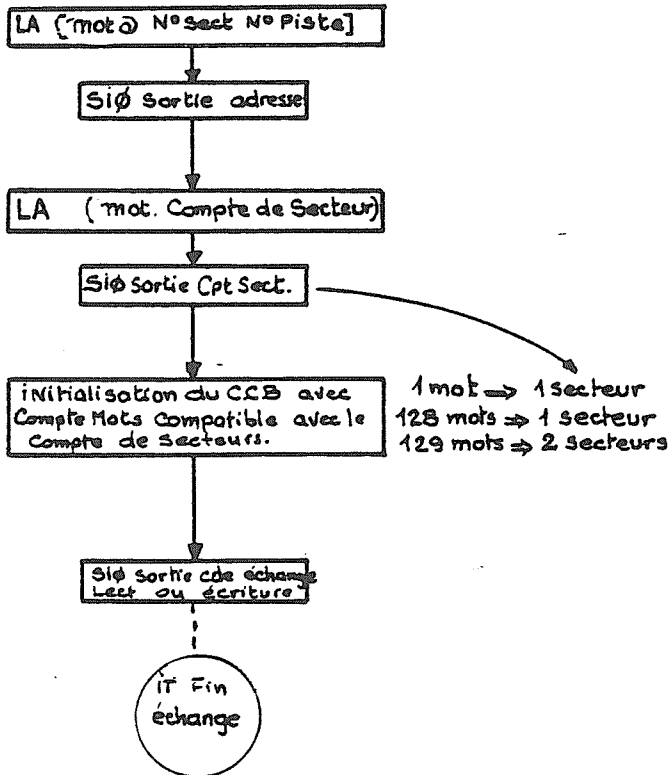 LA [mot @ N° Sect N° Piste]
SiØ Sortie adresse
LA (mot. Compte de Secteur)
SiØ Sortie Cpt Sect.
initialisation du CCB avec
Compte Mots Compatible avec le
Compte de Secteurs.
1 mot ⇒ 1 secteur
128 mots ⇒ 1 secteur
129 mots ⇒ 2 secteurs
SiØ sortie cde échange
Lect ou écriture
iT Fin
échange